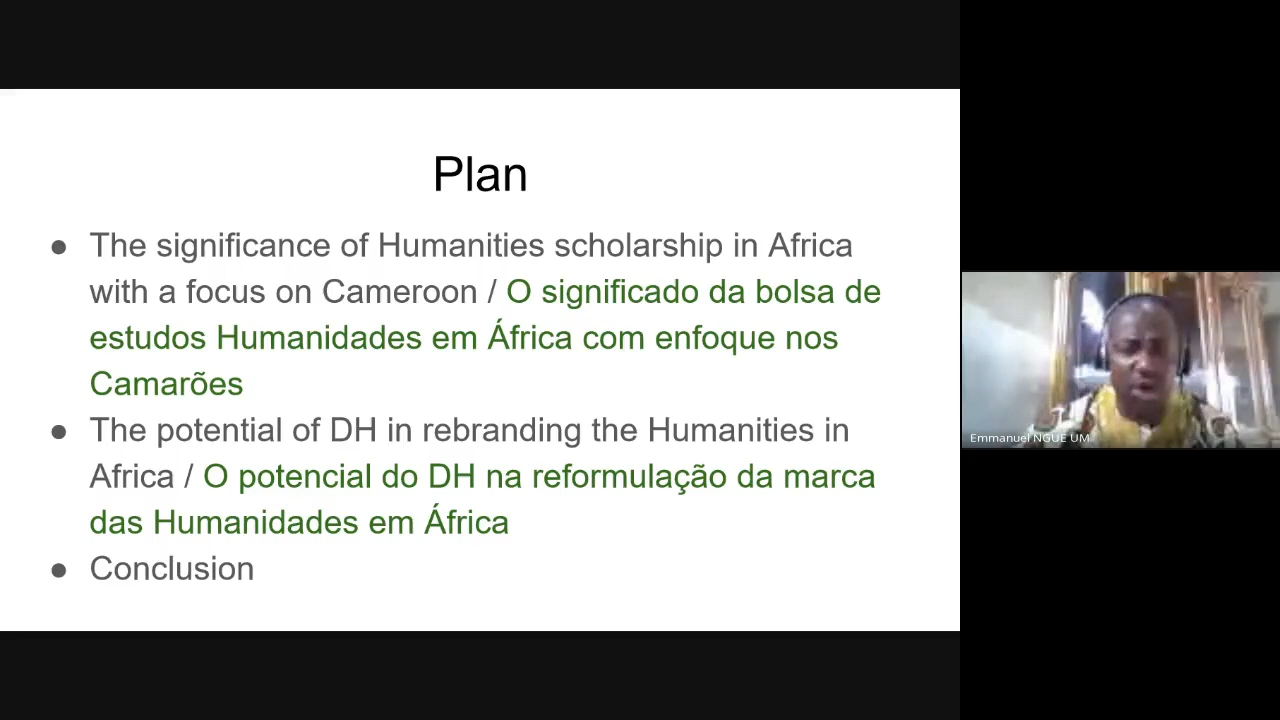 Plan
● The significance of Humanities scholarship in Africa
with a focus on Cameroon / O significado da bolsa de
estudos Humanidades em África com enfoque nos
Camarões
● The potential of DH in rebranding the Humanities in
Africa / O potencial do DH na reformulação da marca
das Humanidades em África
● Conclusion
Emmanuel NGUE UM